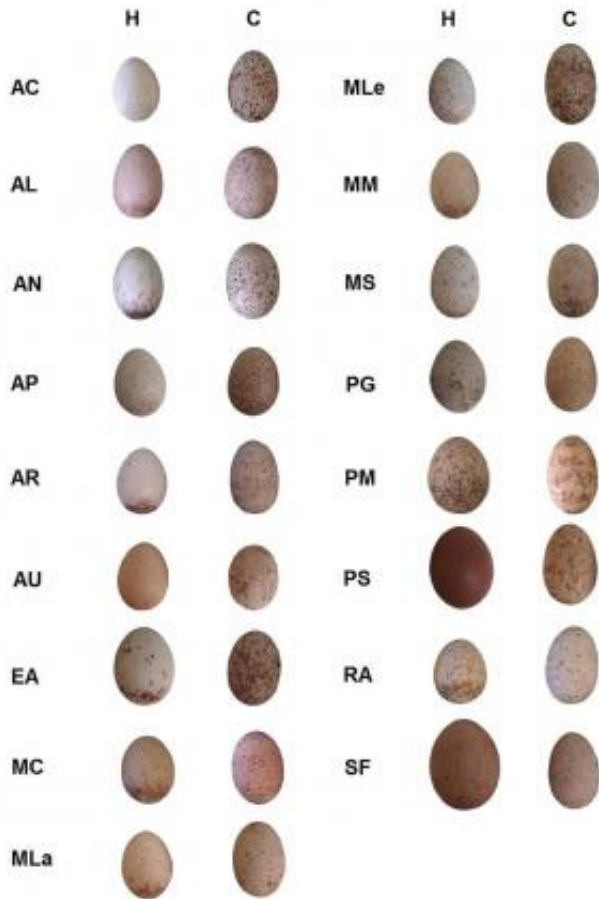 H C H C
AC MLe
AL MM
AN MS
AP PG
AR PM
AU PS
EA RA
MC SF
MLa